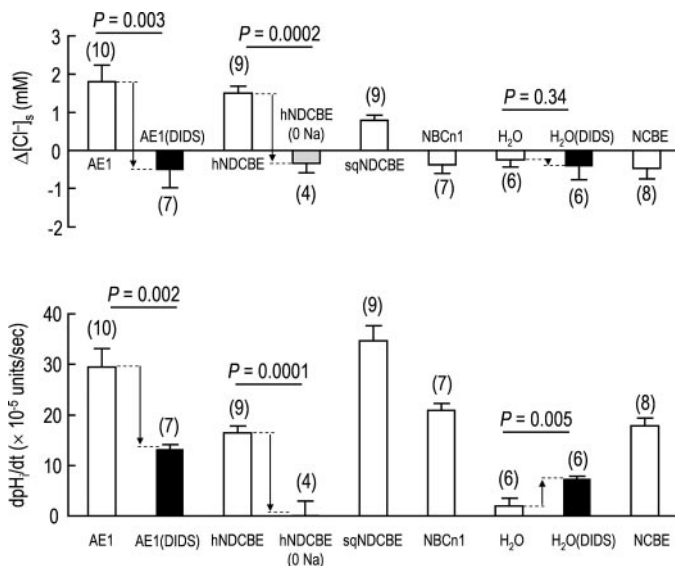 P = 0.003
P = 0.0002
(10)
(9)
(9)
P = 0.34
hNDCBE
(0 Na)
AE1(DIDS)
NBCn1
H₂O
H₂O(DIDS)
NCBE
AE1
hNDCBE
sqNDCBE
(7)
(4)
(7)
(6)
(6)
(8)
Δ[Cl⁻]ₛ (mM)
3
2
1
0
-1
-2
P = 0.002
(10)
(7)
P = 0.0001
(9)
(4)
(9)
(7)
P = 0.005
(6)
(6)
(8)
dpHᵢ/dt (× 10⁻⁵ units/sec)
40
30
20
10
0
AE1
AE1(DIDS)
hNDCBE
hNDCBE
(0 Na)
sqNDCBE
NBCn1
H₂O
H₂O(DIDS)
NCBE